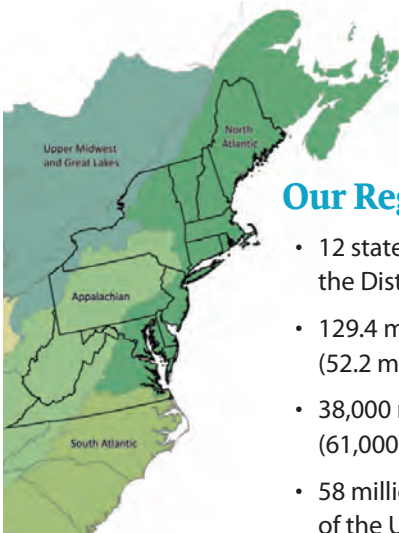 Upper Midwest
and Great Lakes
North
Atlantic
Appalachian
South Atlantic
Our Reg
• 12 state
the Dist
• 129.4 m
(52.2 m
• 38,000
(61,000
• 58 millio
of the U